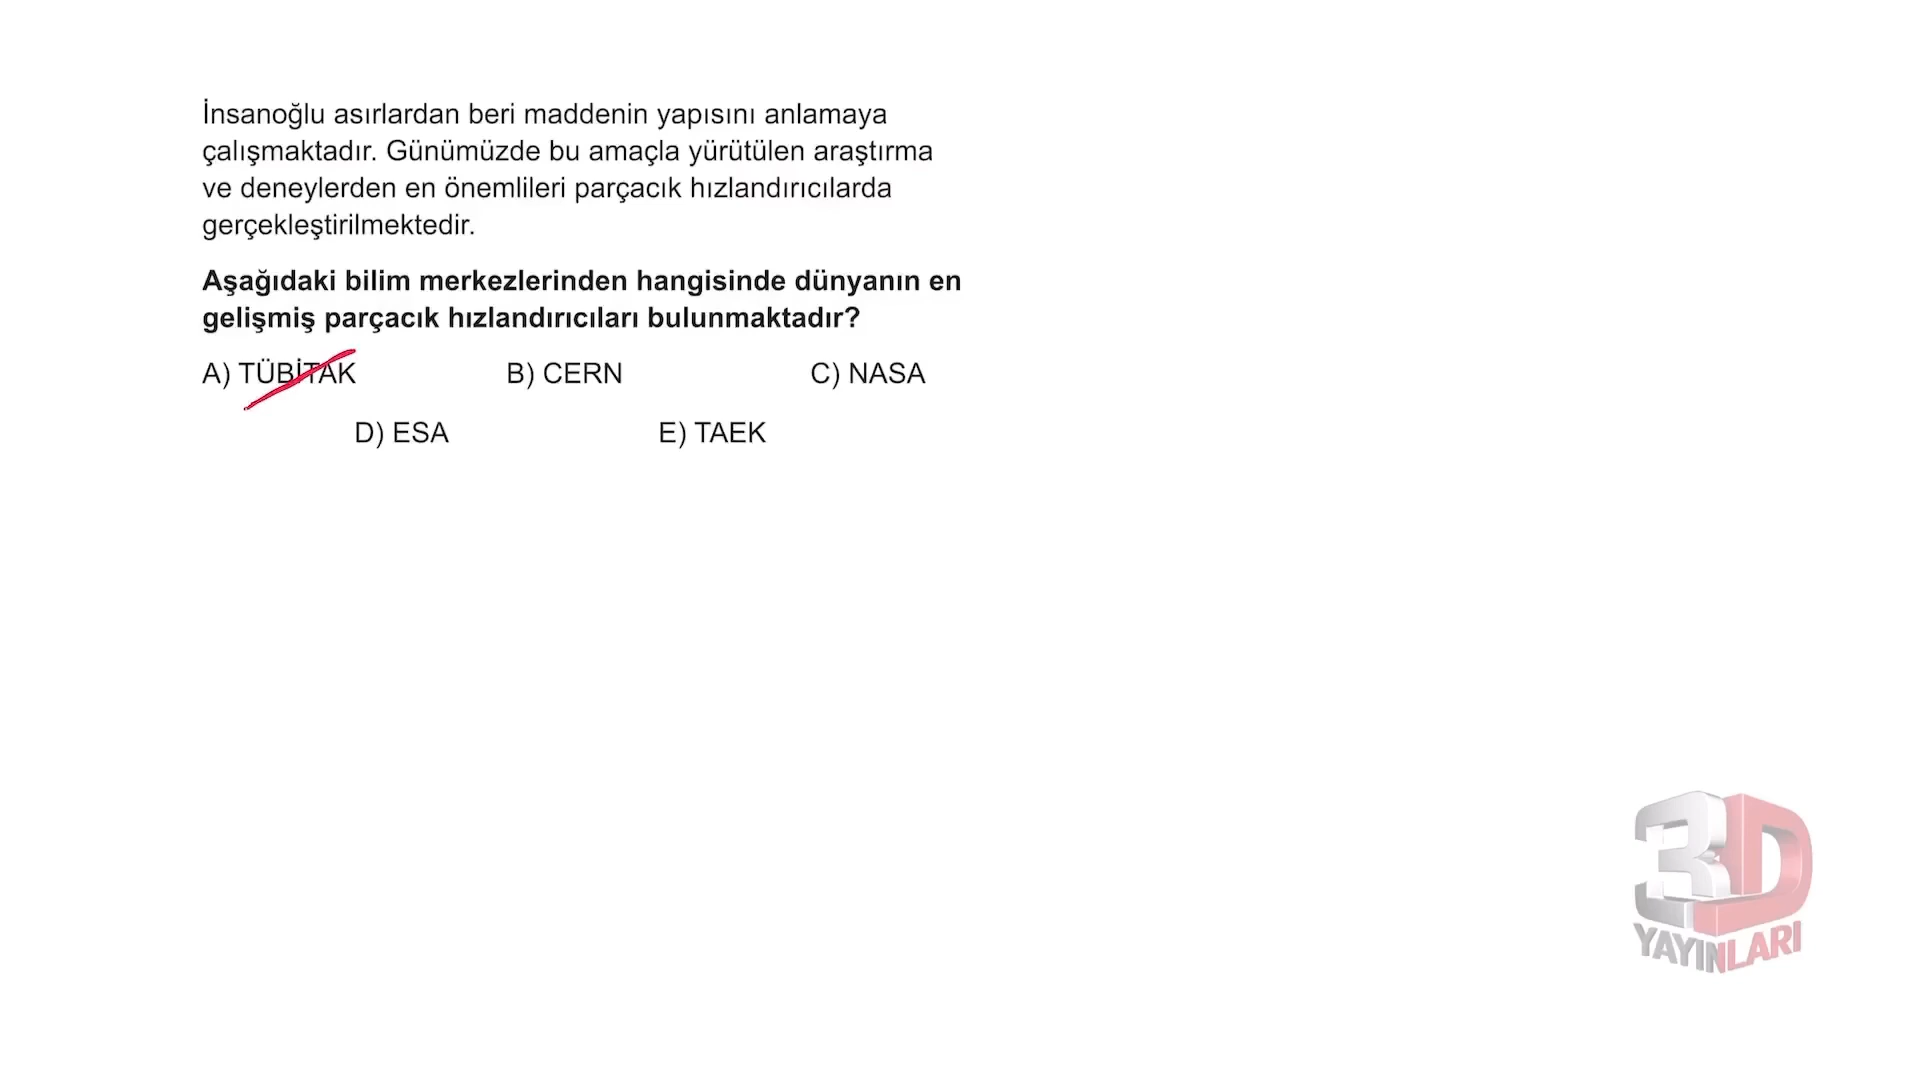 İnsanoğlu asırlardan beri maddenin yapısını anlamaya
çalışmaktadır. Günümüzde bu amaçla yürütülen araştırma
ve deneylerden en önemlileri parçacık hızlandırıcılarda
gerçekleştirilmektedir.
Aşağıdaki bilim merkezlerinden hangisinde dünyanın en
gelişmiş parçacık hızlandırıcıları bulunmaktadır?
A) TÜBİTAK B) CERN C) NASA
D) ESA E) TAEK
3D
YAYINLARI